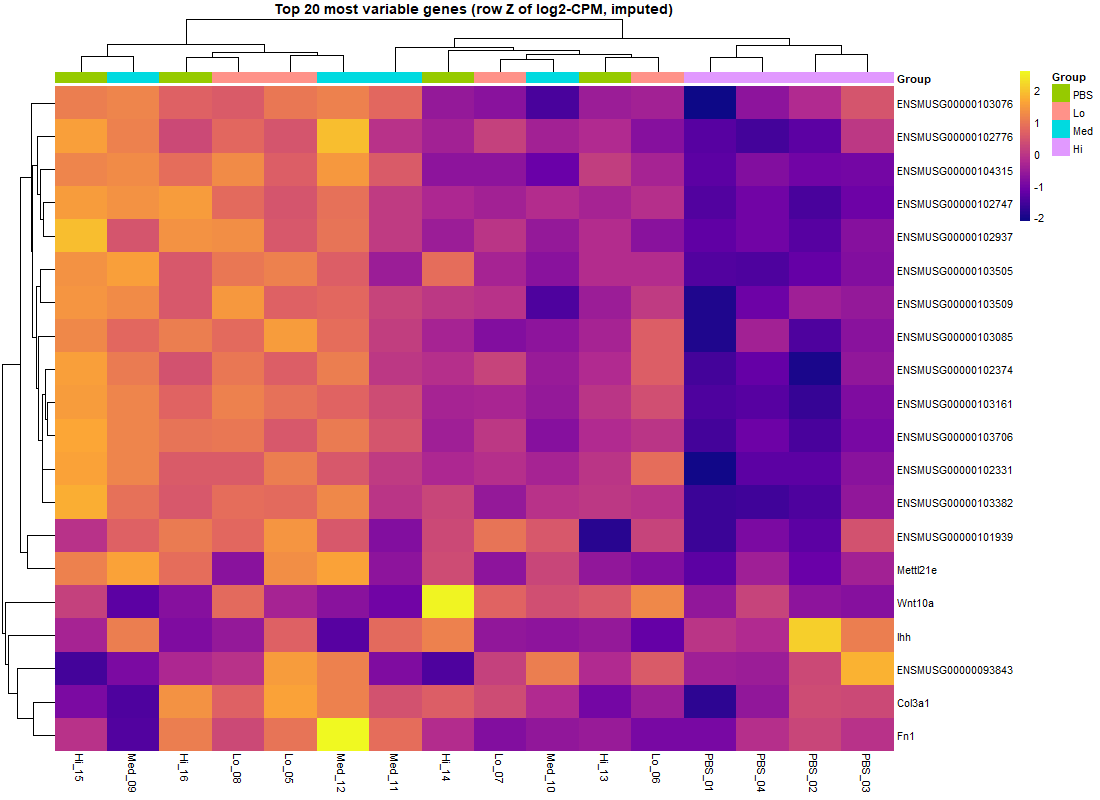 Top 20 most variable genes (row Z of log2-CPM, imputed)
Group
ENSMUSG00000103076
ENSMUSG00000102776
ENSMUSG00000104315
ENSMUSG00000102747
ENSMUSG00000102937
ENSMUSG00000103505
ENSMUSG00000103509
ENSMUSG00000103085
ENSMUSG00000102374
ENSMUSG00000103161
ENSMUSG00000103706
ENSMUSG00000102331
ENSMUSG00000103382
ENSMUSG00000101939
Mettl21e
Wnt10a
Ihh
ENSMUSG00000093843
Col3a1
Fn1
Hi_15
Med_09
Hi_16
Lo_08
Lo_05
Med_12
Med_11
Hi_14
Lo_07
Med_10
Hi_13
Lo_06
PBS_01
PBS_04
PBS_02
PBS_03
2
1
0
-1
-2
Group
PBS
Lo
Med
Hi